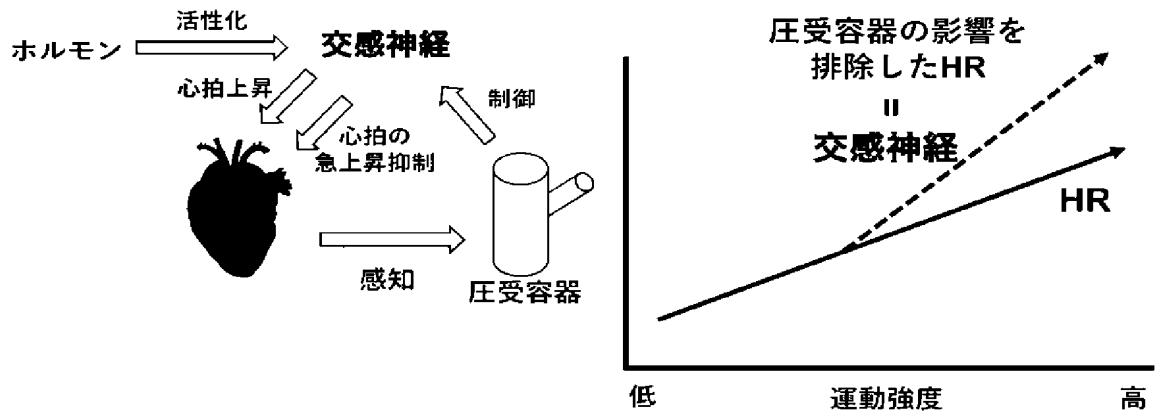 活性化
ホルモン
交感神経
心拍上昇
制御
心拍の
急上昇抑制
感知
圧受容器
圧受容器の影響を
排除したHR
=
交感神経
HR
低
運動強度
高